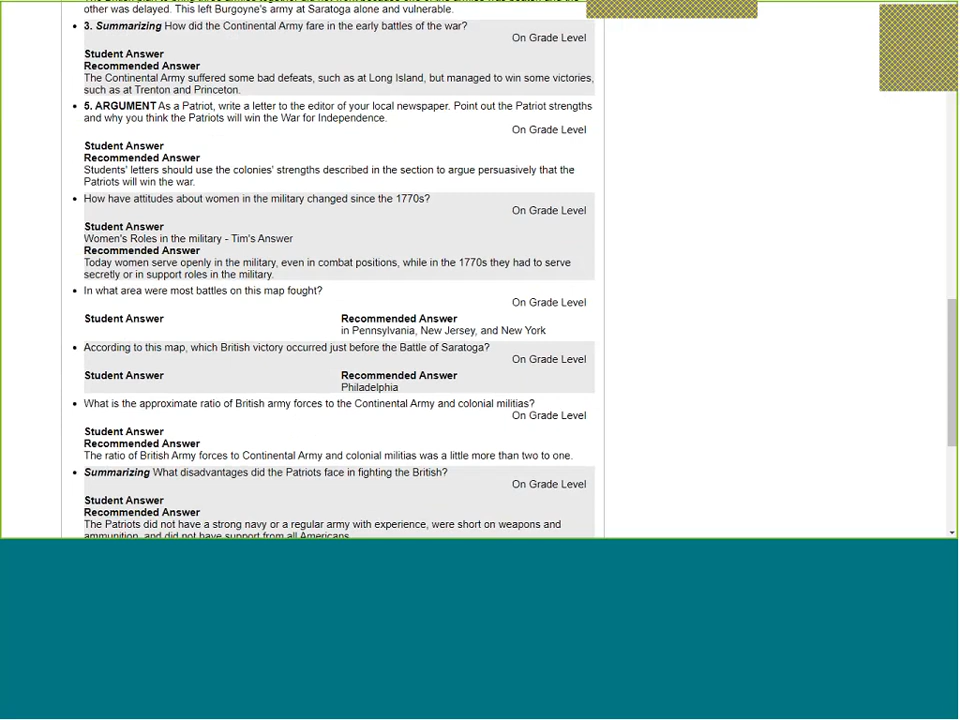 other was delayed. This left Burgoyne's army at Saratoga alone and vulnerable.
• 3. Summarizing How did the Continental Army fare in the early battles of the war?
On Grade Level
Student Answer
Recommended Answer
The Continental Army suffered some bad defeats, such as at Long Island, but managed to win some victories,
such as at Trenton and Princeton.
• 5. ARGUMENT As a Patriot, write a letter to the editor of your local newspaper. Point out the Patriot strengths
and why you think the Patriots will win the War for Independence.
On Grade Level
Student Answer
Recommended Answer
Students' letters should use the colonies' strengths described in the section to argue persuasively that the
Patriots will win the war.
• How have attitudes about women in the military changed since the 1770s?
On Grade Level
Student Answer
Women's Roles in the military - Tim's Answer
Recommended Answer
Today women serve openly in the military, even in combat positions, while in the 1770s they had to serve
secretly or in support roles in the military.
• In what area were most battles on this map fought?
On Grade Level
Student Answer Recommended Answer
in Pennsylvania, New Jersey, and New York
• According to this map, which British victory occurred just before the Battle of Saratoga?
On Grade Level
Student Answer Recommended Answer
Philadelphia
• What is the approximate ratio of British army forces to the Continental Army and colonial militias?
On Grade Level
Student Answer
Recommended Answer
The ratio of British Army forces to Continental Army and colonial militias was a little more than two to one.
• Summarizing What disadvantages did the Patriots face in fighting the British?
On Grade Level
Student Answer
Recommended Answer
The Patriots did not have a strong navy or a regular army with experience, were short on weapons and
ammunition, and did not have support from all Americans.